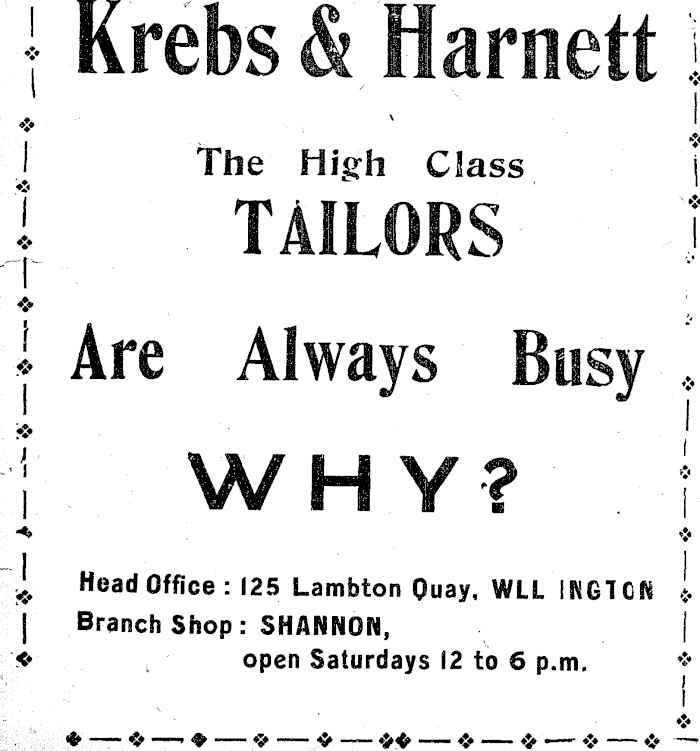 Krebs & Harnett
The High Class
TAILORS
Are Always Busy
WHY?
Head Office : 125 Lambton Quay, WLL INGTON
Branch Shop : SHANNON,
open Saturdays 12 to 6 p.m.